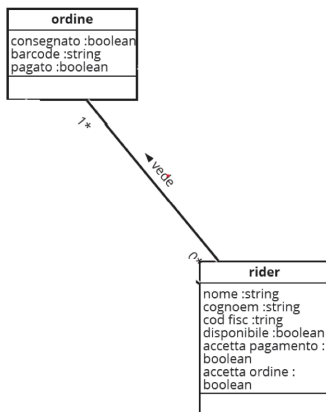 ordine
consegnato :boolean
barcode :string
pagato :boolean
1*
vede
0*
rider
nome :string
cognoem :string
cod fisc :tring
disponibile :boolean
accetta pagamento :
boolean
accetta ordine :
boolean